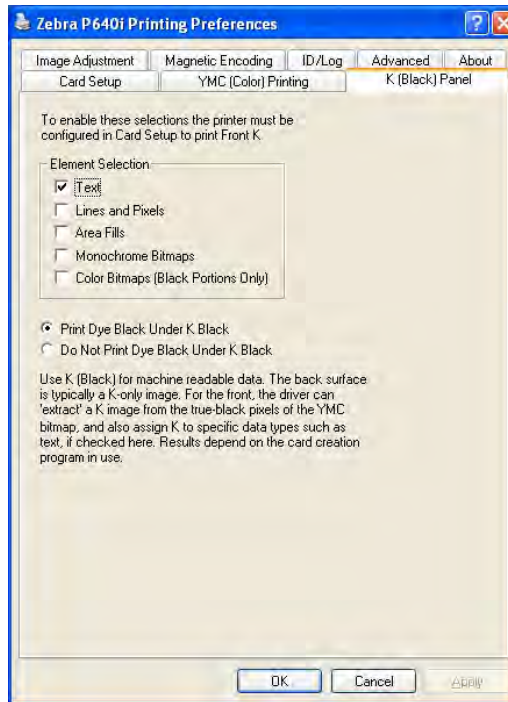 Zebra P640i Printing Preferences
Image Adjustment Magnetic Encoding ID/Log Advanced About
Card Setup YMC (Color) Printing K (Black) Panel
To enable these selections the printer must be
configured in Card Setup to print Front K
Element Selection
Text
Lines and Pixels
Area Fills
Monochrome Bitmaps
Color Bitmaps (Black Portions Only)
Print Dye Black Under K Black
Do Not Print Dye Black Under K Black
Use K (Black) for machine readable data. The back surface
is typically a K-only image. For the front, the driver can
'extract' a K image from the true-black pixels of the YMC
bitmap, and also assign K to specific data types such as
text, if checked here. Results depend on the card creation
program in use.
OK Cancel Apply